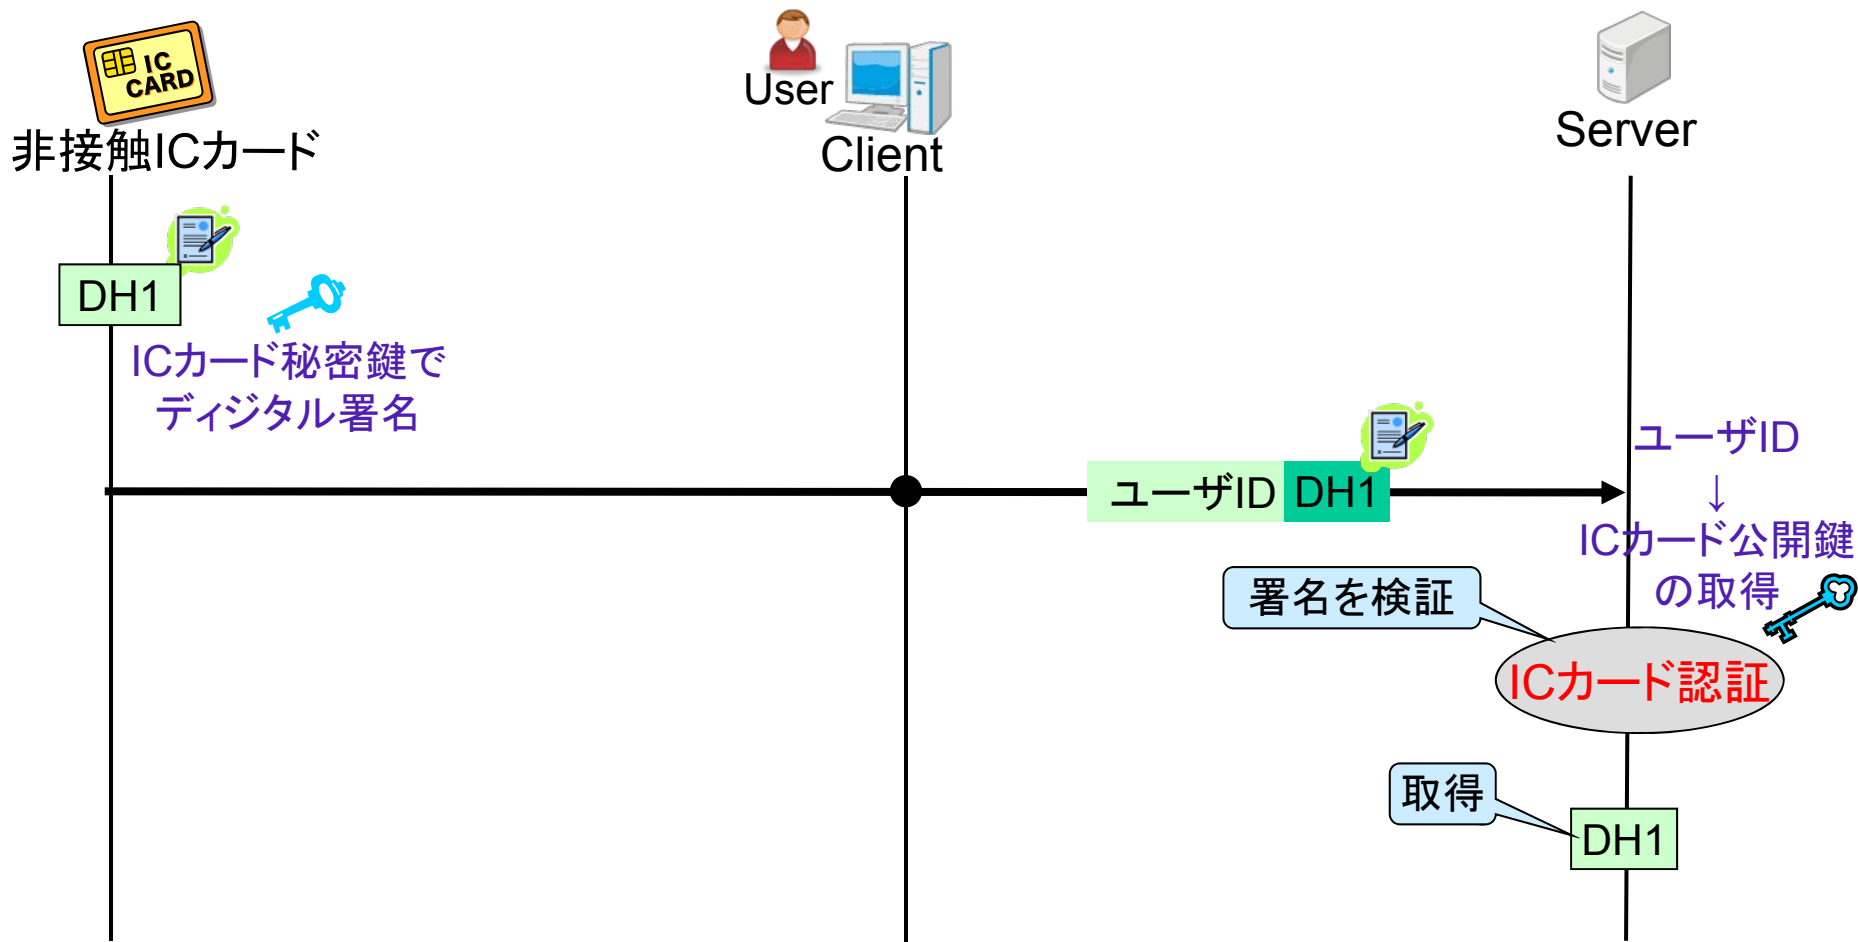 IC
CARD
非接触ICカード
User
Client
Server
DH1
ICカード秘密鍵で
ディジタル署名
ユーザID DH1
ユーザID
↓
ICカード公開鍵
の取得
署名を検証
ICカード認証
取得
DH1